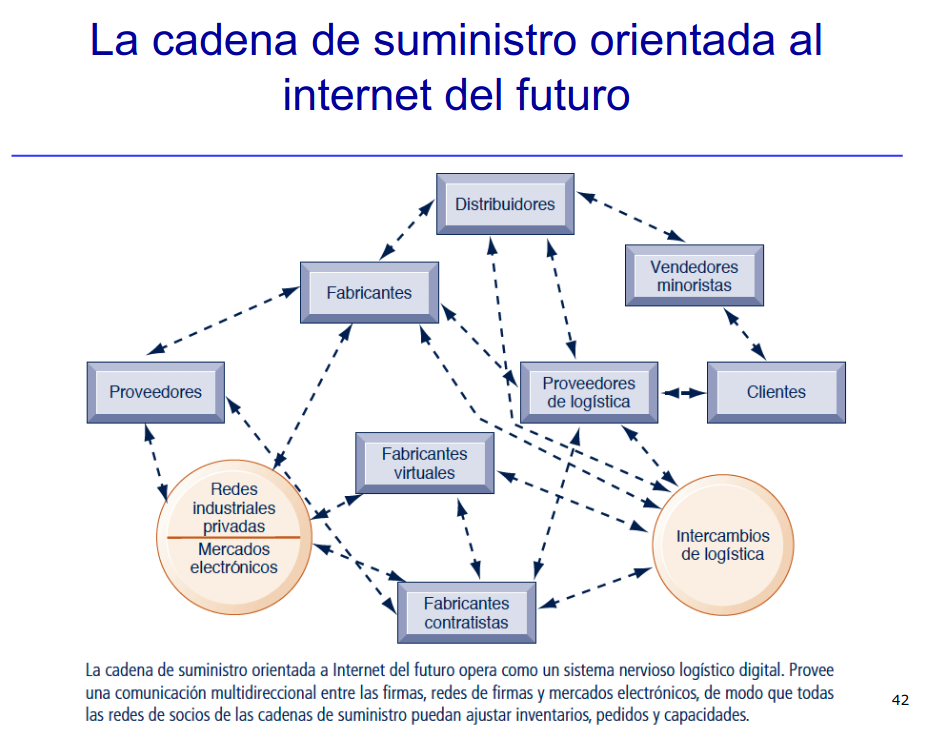 La cadena de suministro orientada al
internet del futuro
Distribuidores
Vendedores
minoristas
Fabricantes
Proveedores
Proveedores
de logística
Clientes
Fabricantes
virtuales
Redes
industriales
privadas
Mercados
electrónicos
Intercambios
de logística
Fabricantes
contratistas
La cadena de suministro orientada a Internet del futuro opera como un sistema nervioso logístico digital. Provee
una comunicación multidireccional entre las firmas, redes de firmas y mercados electrónicos, de modo que todas
las redes de socios de las cadenas de suministro puedan ajustar inventarios, pedidos y capacidades.
42